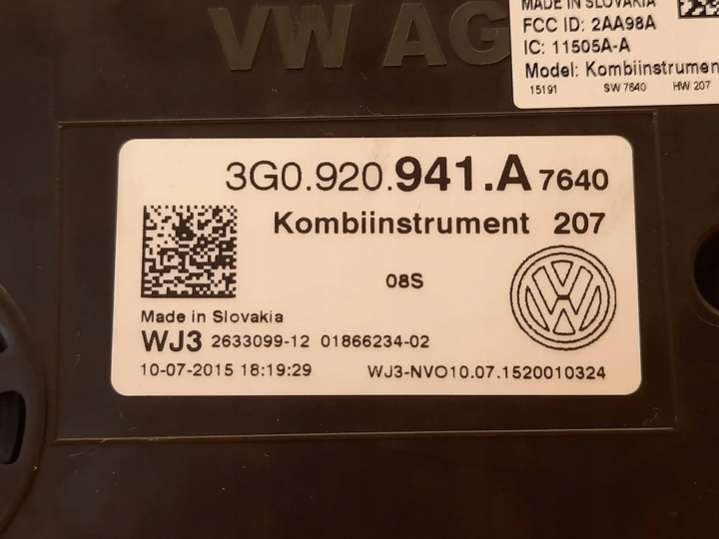 VW AG
MADE IN SLOVAKIA
FCC ID: 2AA98A
IC: 11505A-A
Model: Kombiinstrumen
15191 SW 7640 HW 207
3G0.920.941.A 7640
Kombiinstrument 207
08S
Made in Slovakia
WJ3 2633099-12 01866234-02
10-07-2015 18:19:29 WJ3-NVO10.07.1520010324